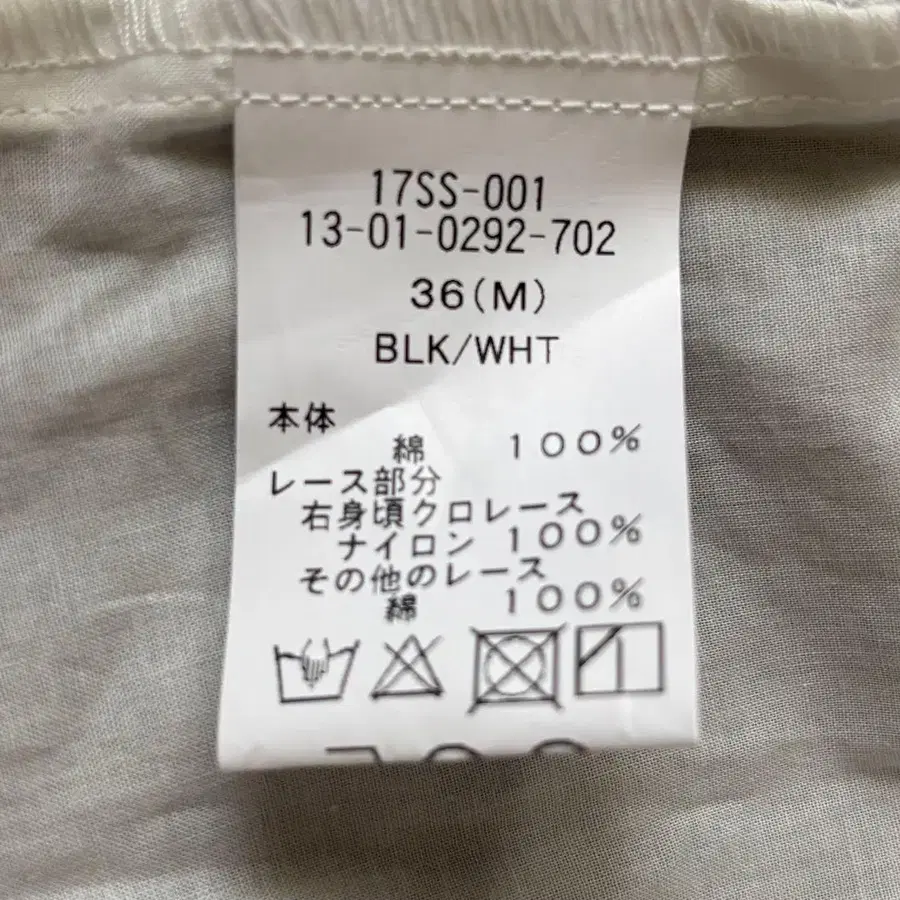 17SS-001
13-01-0292-702
36(M)
BLK/WHT
本体
綿 100%
レース部分
右身頃クロレース
ナイロン 100%
その他のレース
綿 100%